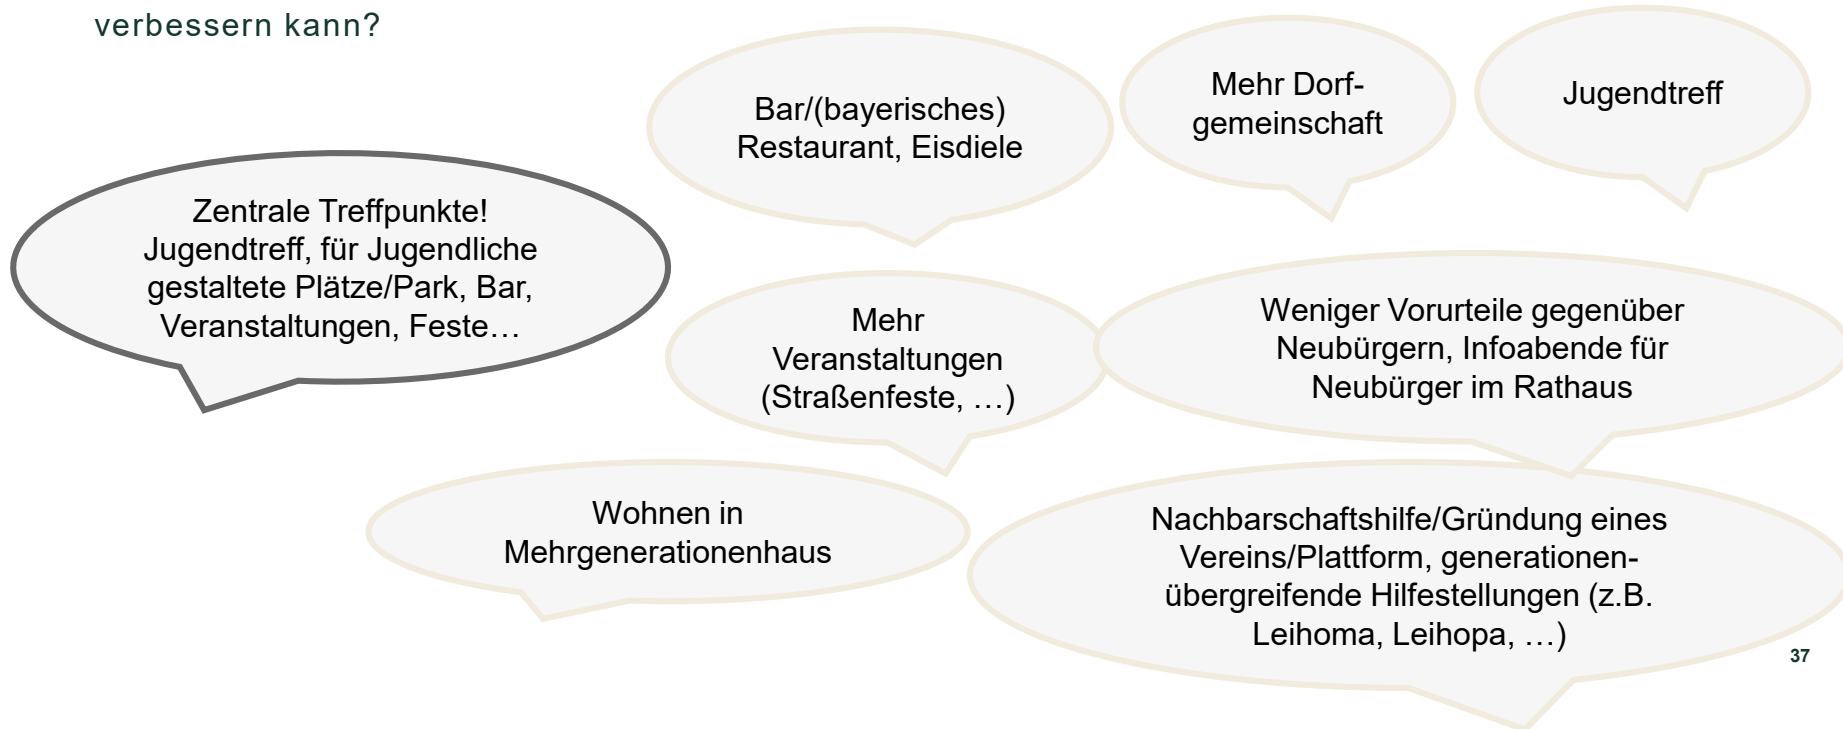 verbessern kann?
Bar/(bayerisches)
Restaurant, Eisdiele
Mehr Dorf-
gemeinschaft
Jugendtreff
Zentrale Treffpunkte!
Jugendtreff, für Jugendliche
gestaltete Plätze/Park, Bar,
Veranstaltungen, Feste…
Mehr
Veranstaltungen
(Straßenfeste, …)
Weniger Vorurteile gegenüber
Neubürgern, Infoabende für
Neubürger im Rathaus
Wohnen in
Mehrgenerationenhaus
Nachbarschaftshilfe/Gründung eines
Vereins/Plattform, generationen-
übergreifende Hilfestellungen (z.B.
Leihoma, Leihopa, …)
37